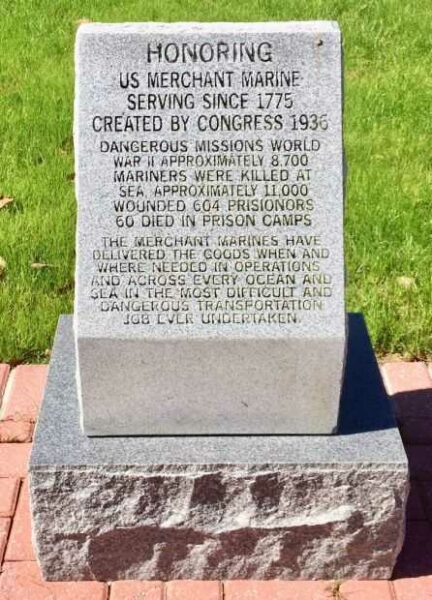 HONORING
US MERCHANT MARINE
SERVING SINCE 1775
CREATED BY CONGRESS 1936
DANGEROUS MISSIONS WORLD
WAR II APPROXIMATELY 8,700
MARINERS WERE KILLED AT
SEA, APPROXIMATELY 11,000
WOUNDED 604 PRISIONORS
60 DIED IN PRISON CAMPS
THE MERCHANT MARINES HAVE
DELIVERED THE GOODS WHEN AND
WHERE NEEDED IN OPERATIONS
AND ACROSS EVERY OCEAN AND
SEA IN THE MOST DIFFICULT AND
DANGEROUS TRANSPORTATION
JOB EVER UNDERTAKEN.